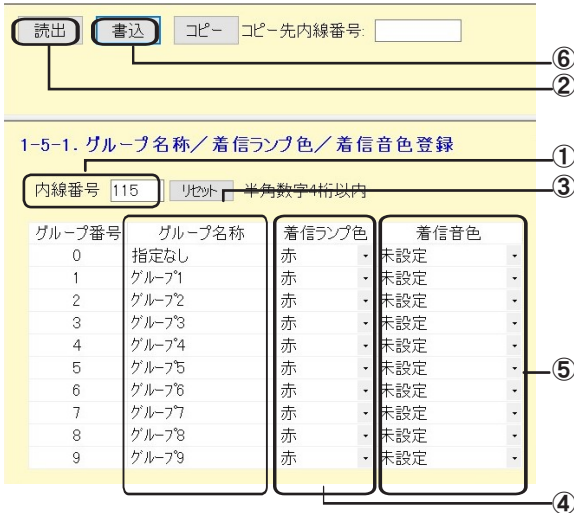 読出 書込 コピー コピー先内線番号:
⑥
②
1-5-1. グループ名称/着信ランプ色/着信音色登録
①
内線番号 115 リセット 半角数字4桁以内
③
グループ番号 グループ名称 着信ランプ色 着信音色
0 指定なし 赤 未設定
1 グループ1 赤 未設定
2 グループ2 赤 未設定
3 グループ3 赤 未設定
4 グループ4 赤 未設定
5 グループ5 赤 未設定
⑤
6 グループ6 赤 未設定
7 グループ7 赤 未設定
8 グループ8 赤 未設定
9 グループ9 赤 未設定
④